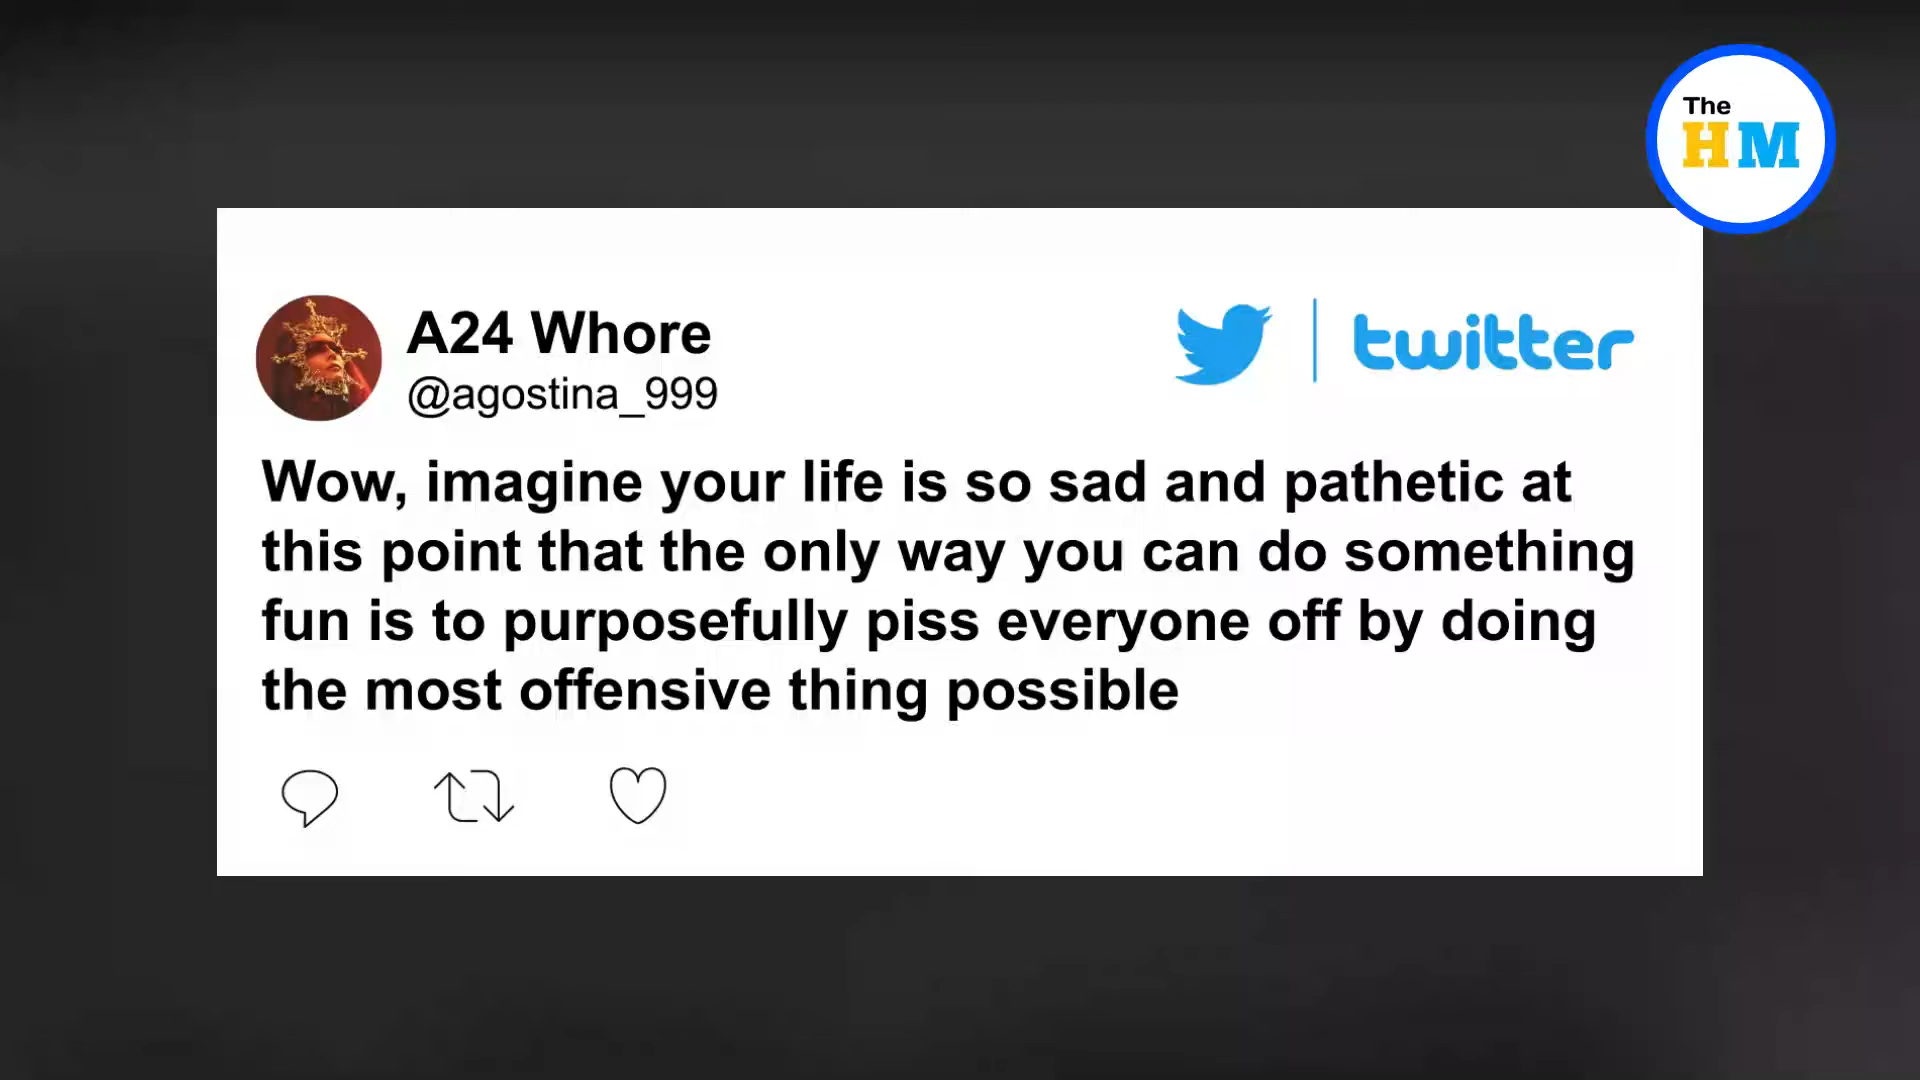 The
HM
A24 Whore
@agostina_999
twitter
Wow, imagine your life is so sad and pathetic at
this point that the only way you can do something
fun is to purposefully piss everyone off by doing
the most offensive thing possible